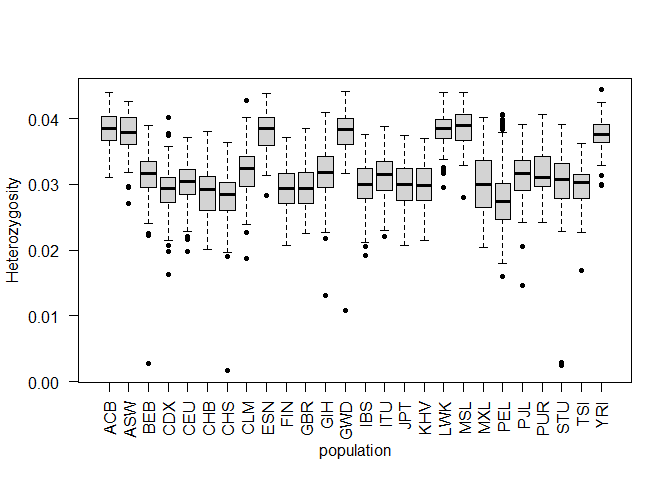 Heterozygosity
0.04
0.03
0.02
0.01
0.00
ACB
ASW
BEB
CDX
CEU
CHB
CHS
CLM
ESN
FIN
GBR
GIH
GWD
IBS
ITU
JPT
KHV
LWK
MSL
MXL
PEL
PJL
PUR
STU
TSI
YRI
population